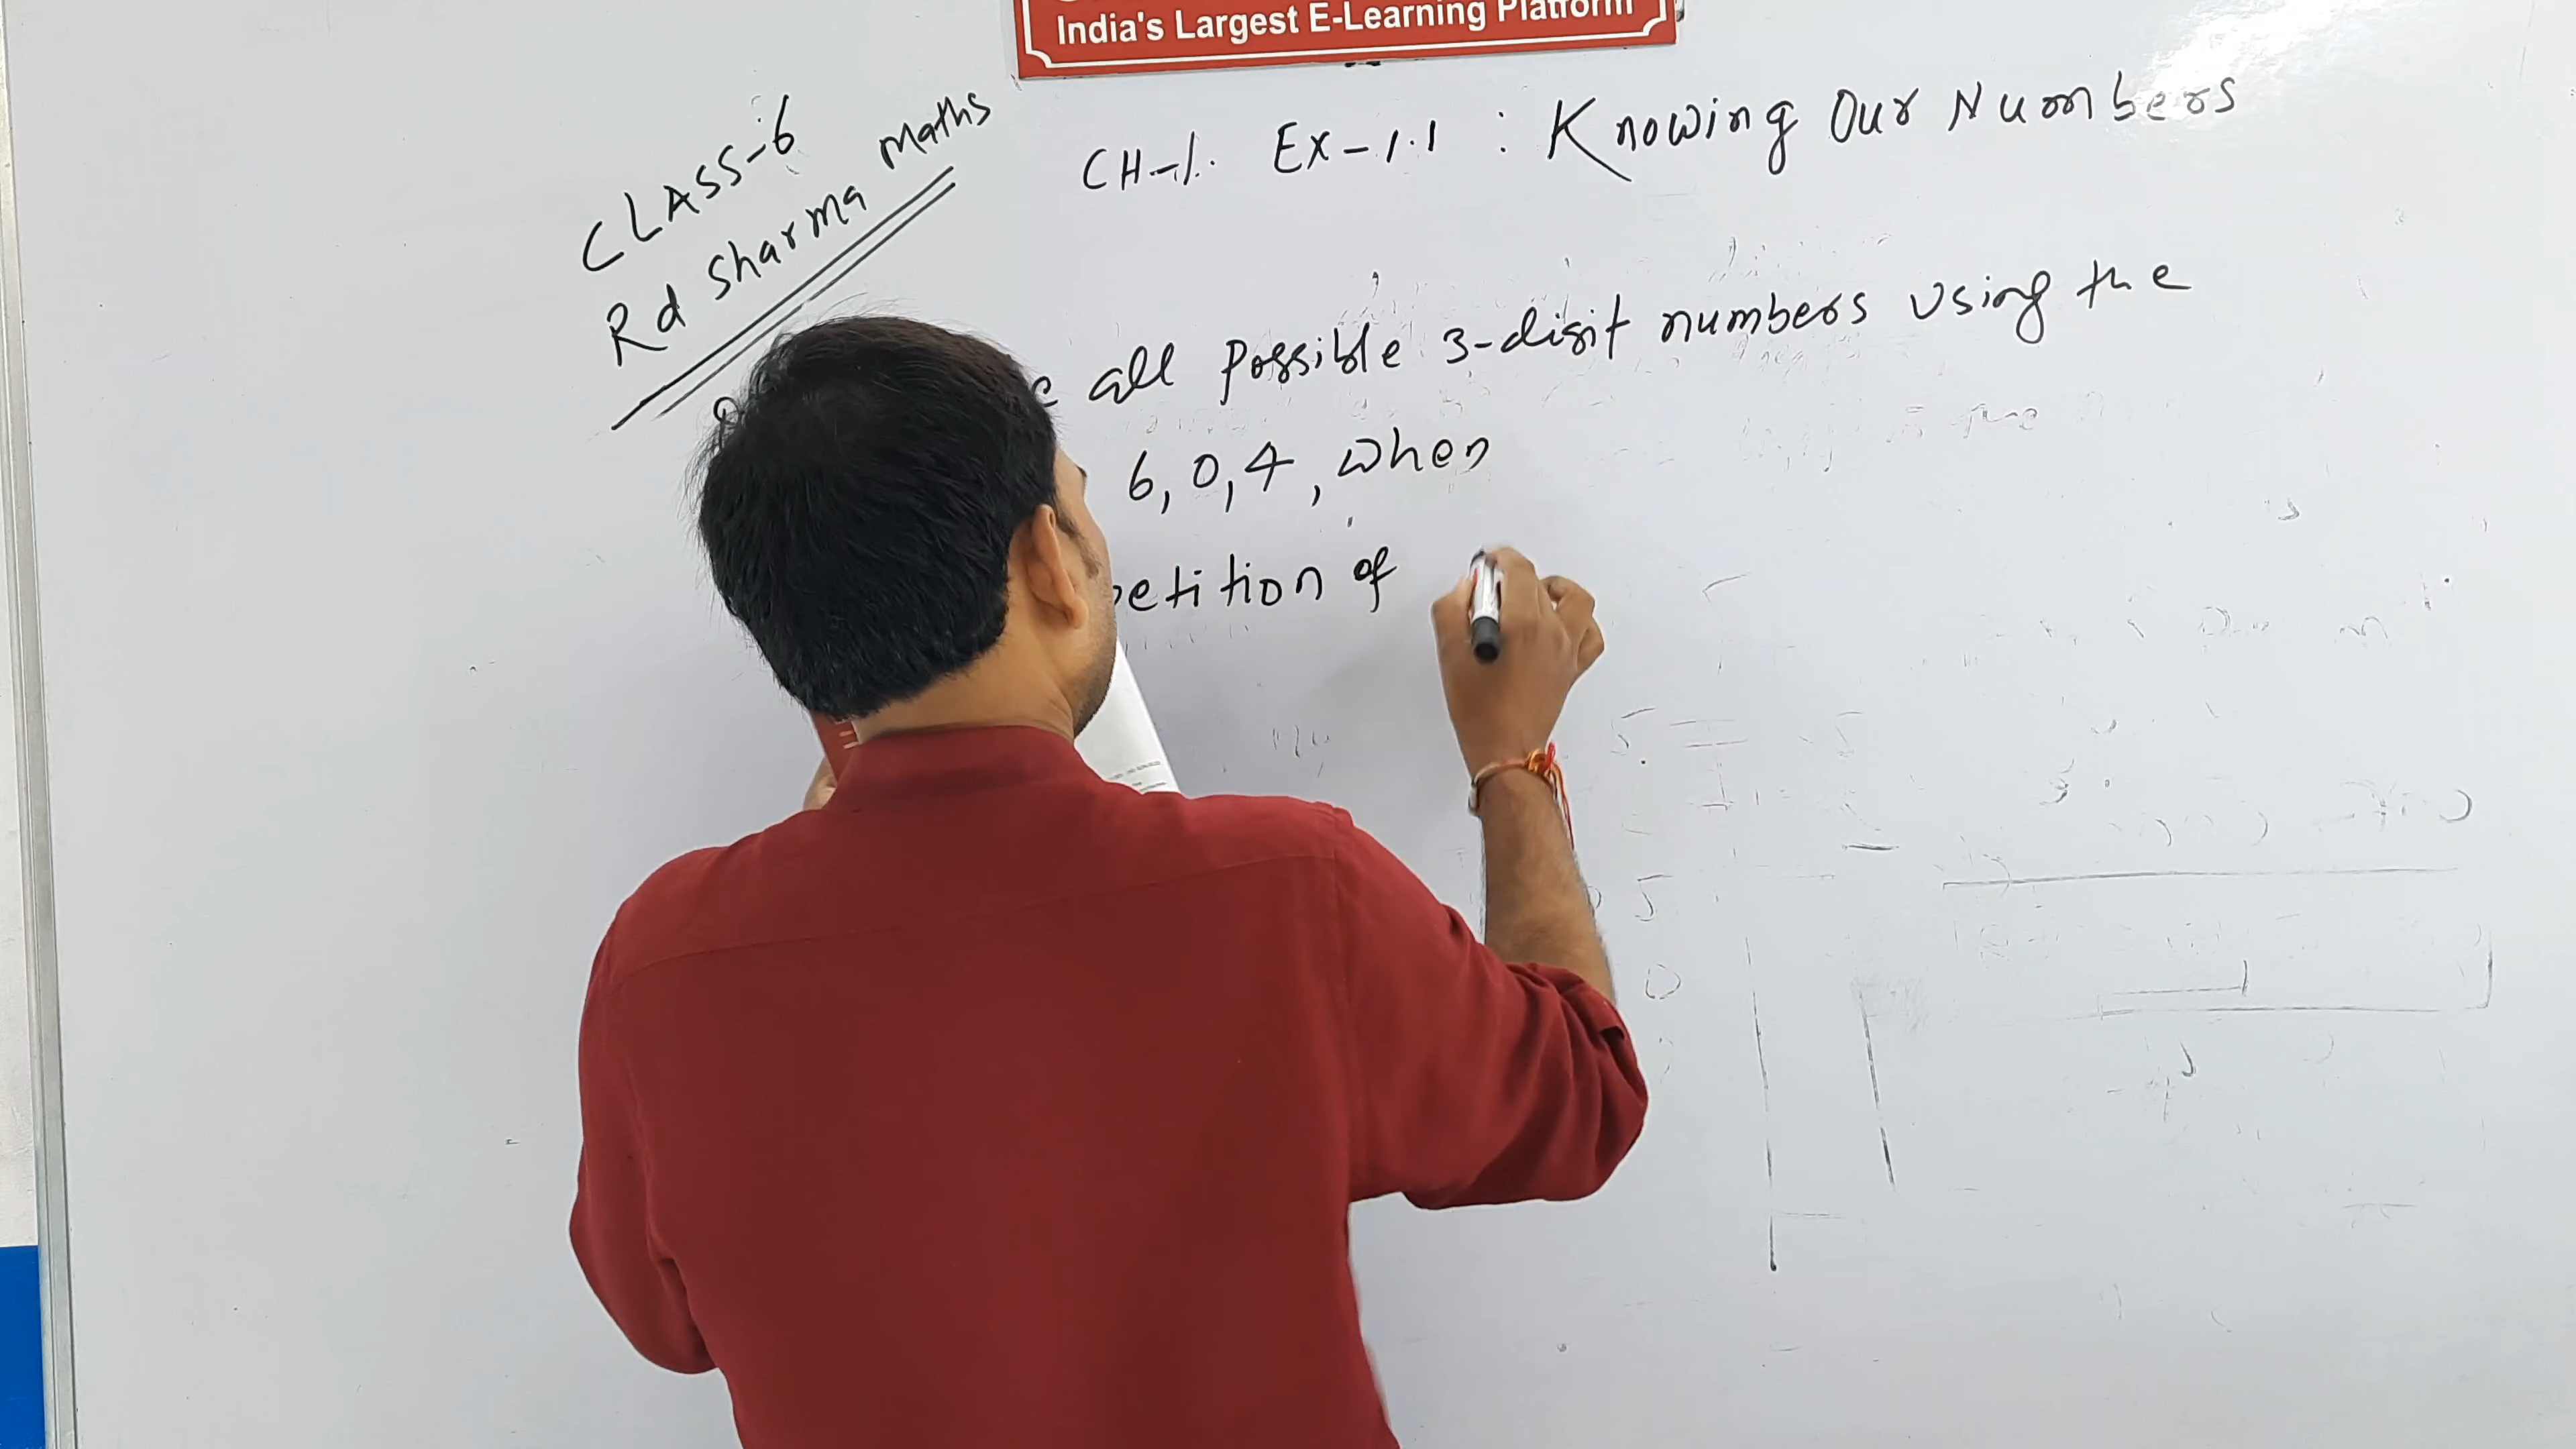 India's Largest E-Learning Platform
CLASS-6
Rd Sharma Maths
CH-1. Ex-1.1 : Knowing Our Numbers
all possible 3-digit numbers using the
6, 0, 4, when
petition of